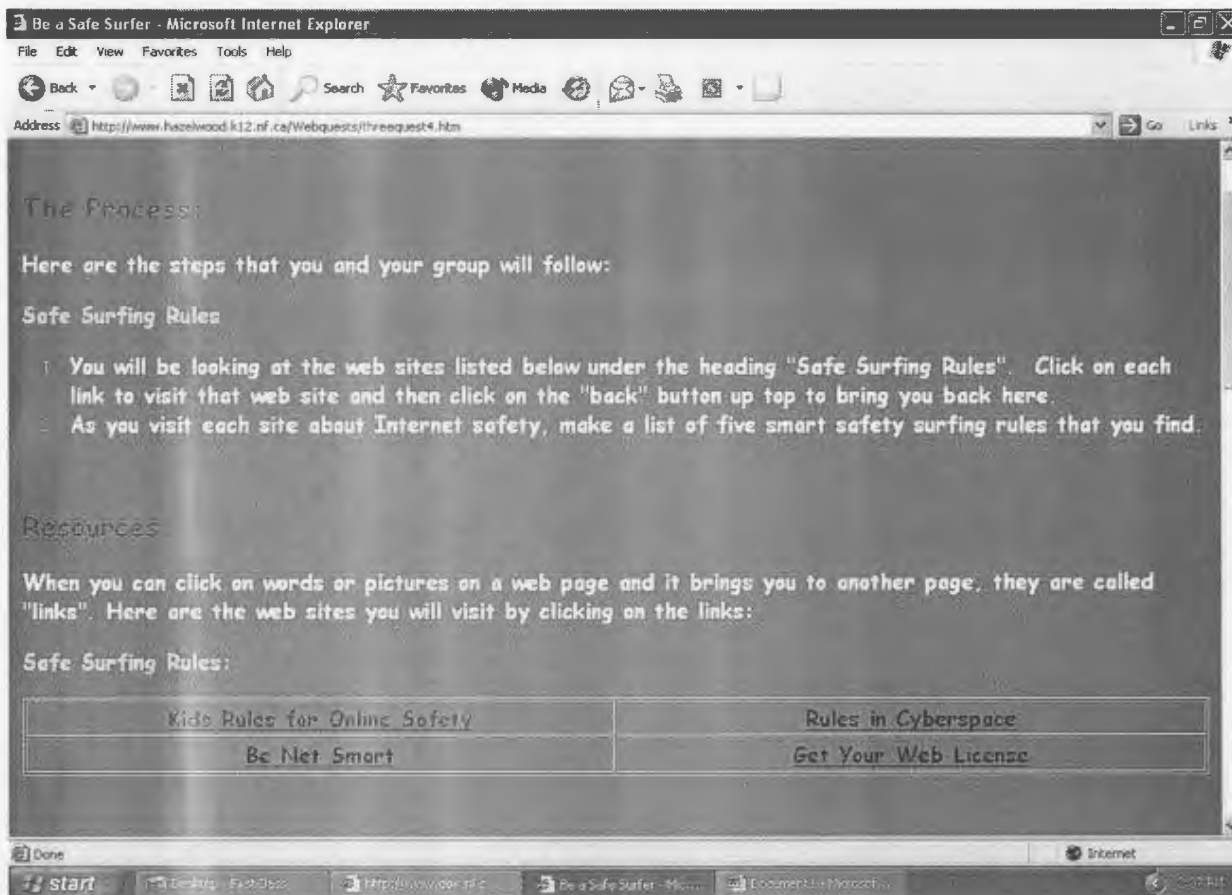 Be a Safe Surfer - Microsoft Internet Explorer
File Edit View Favorites Tools Help
Back Search Favorites Media
Address http://www.hazelwood.k12.nf.ca/Webquests/threequest4.htm Go Links
The Process:
Here are the steps that you and your group will follow:
Safe Surfing Rules
1. You will be looking at the web sites listed below under the heading "Safe Surfing Rules". Click on each
link to visit that web site and then click on the "back" button up top to bring you back here.
2. As you visit each site about Internet safety, make a list of five smart safety surfing rules that you find.
Resources
When you can click on words or pictures on a web page and it brings you to another page, they are called
"links". Here are the web sites you will visit by clicking on the links:
Safe Surfing Rules:
Kids Rules for Online Safety Rules in Cyberspace
Be Net Smart Get Your Web License
Done Internet
start Be a Safe Surfer - Mic...